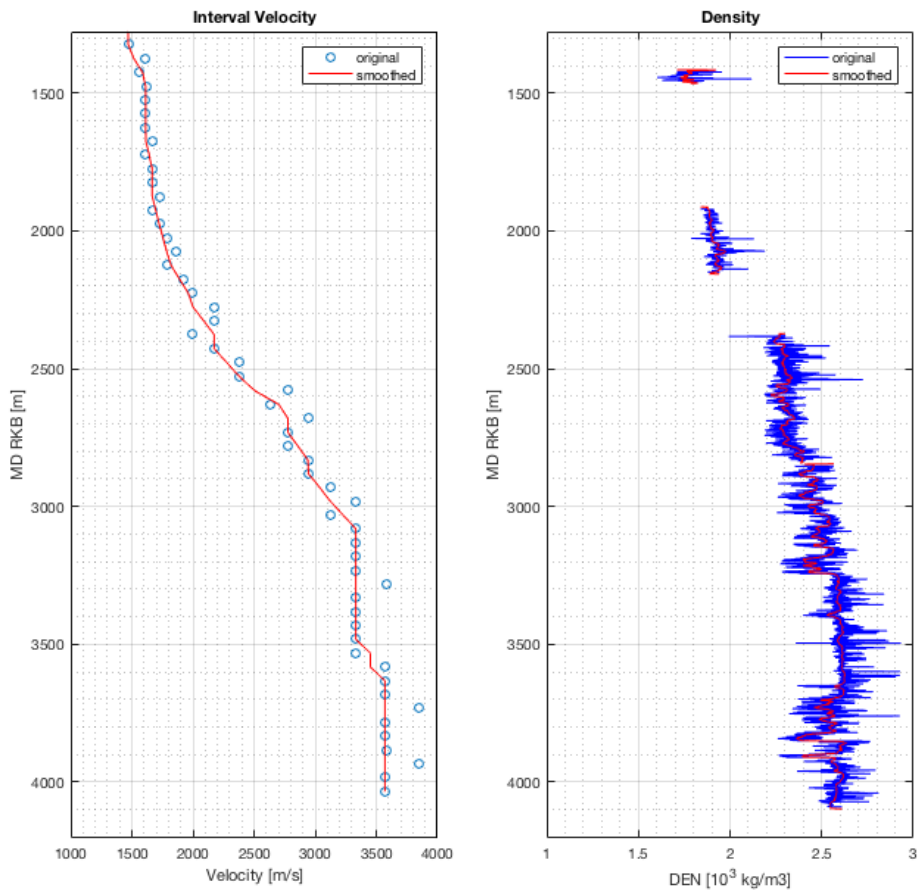 Interval Velocity
original
smoothed
1500
2000
2500
3000
3500
4000
MD RKB [m]
1000
1500
2000
2500
3000
3500
4000
Velocity [m/s]
Density
original
smoothed
1500
2000
2500
3000
3500
4000
MD RKB [m]
1
1.5
2
2.5
3
DEN [10³ kg/m3]